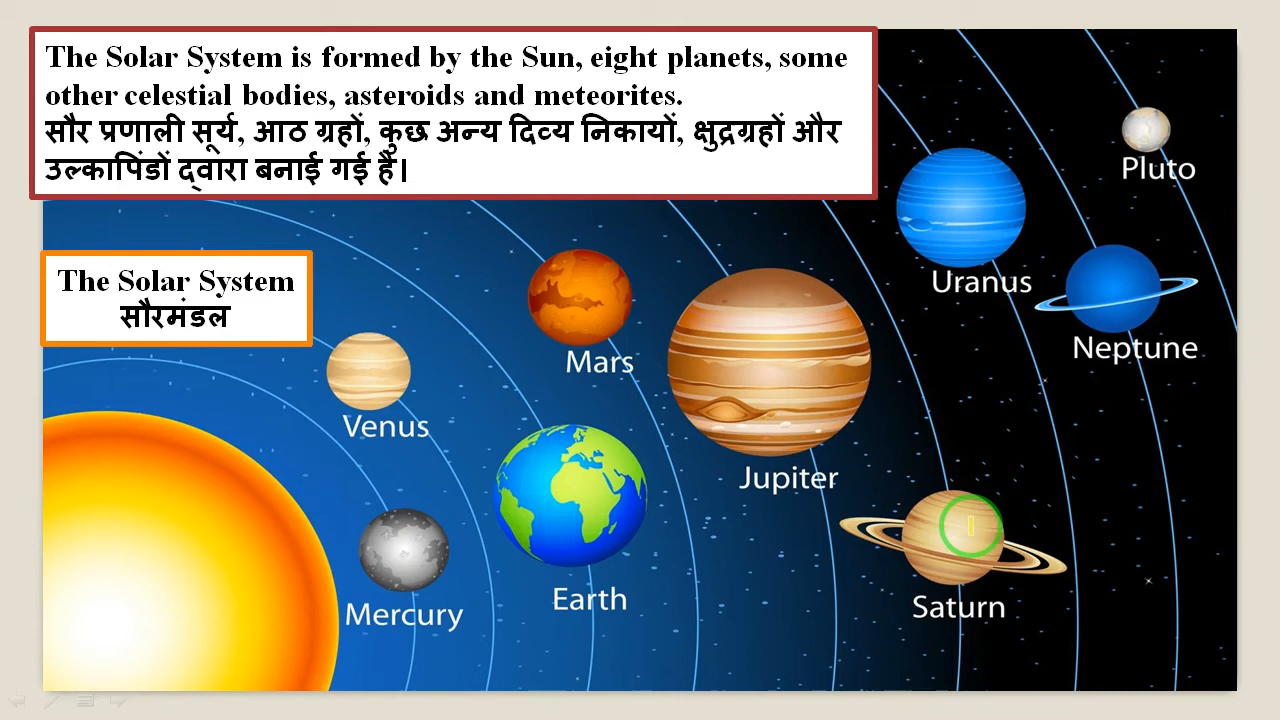 The Solar System is formed by the Sun, eight planets, some
other celestial bodies, asteroids and meteorites.
सौर प्रणाली सूर्य, आठ ग्रहों, कुछ अन्य दिव्य निकायों, क्षुद्रग्रहों और
उल्कापिंडों द्वारा बनाई गई हैं।
The Solar System
सौरमंडल
Pluto
Uranus
Neptune
Mars
Venus
Jupiter
Earth
Saturn
Mercury